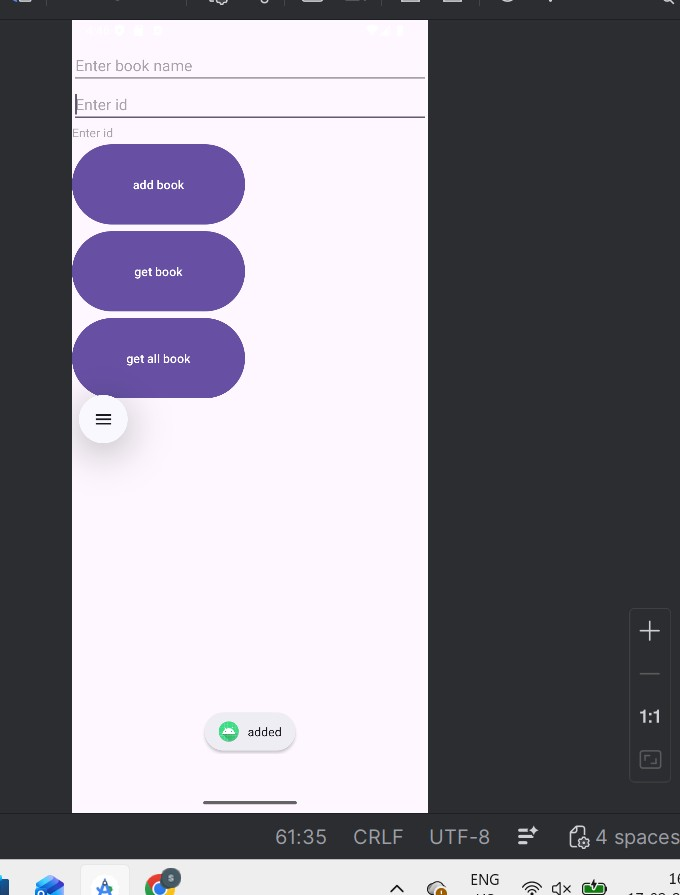 Enter book name
Enter id
Enter id
add book
get book
get all book
added
1:1
61:35 CRLF UTF-8 4 spaces
ENG